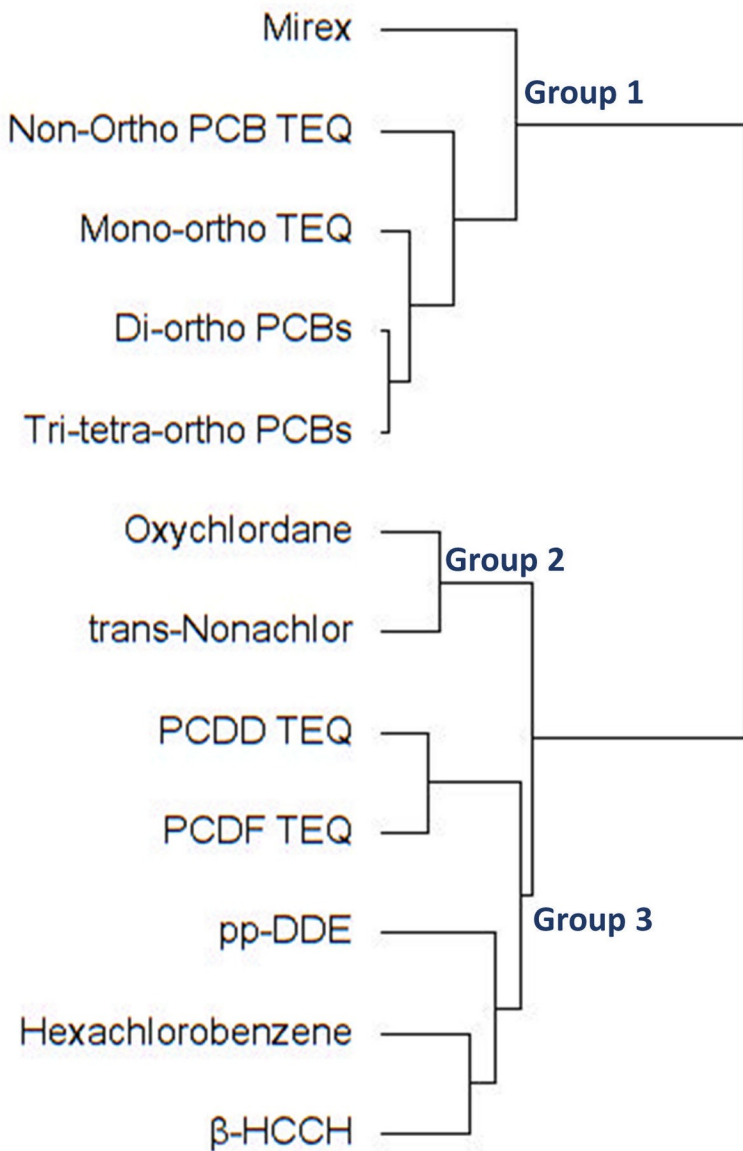 Mirex
Group 1
Non-Ortho PCB TEQ
Mono-ortho TEQ
Di-ortho PCBs
Tri-tetra-ortho PCBs
Oxychlordane
Group 2
trans-Nonachlor
PCDD TEQ
PCDF TEQ
Group 3
pp-DDE
Hexachlorobenzene
β-HCCH